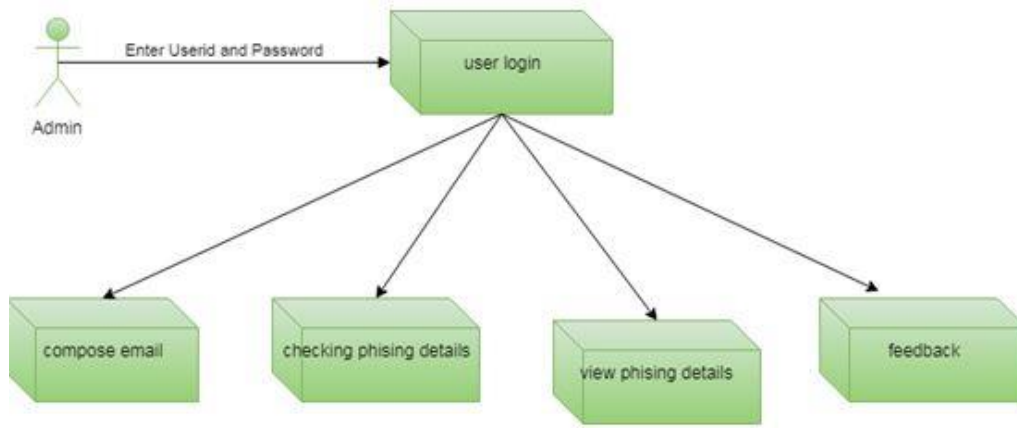 Enter Userid and Password
user login
Admin
compose email
checking phising details
view phising details
feedback